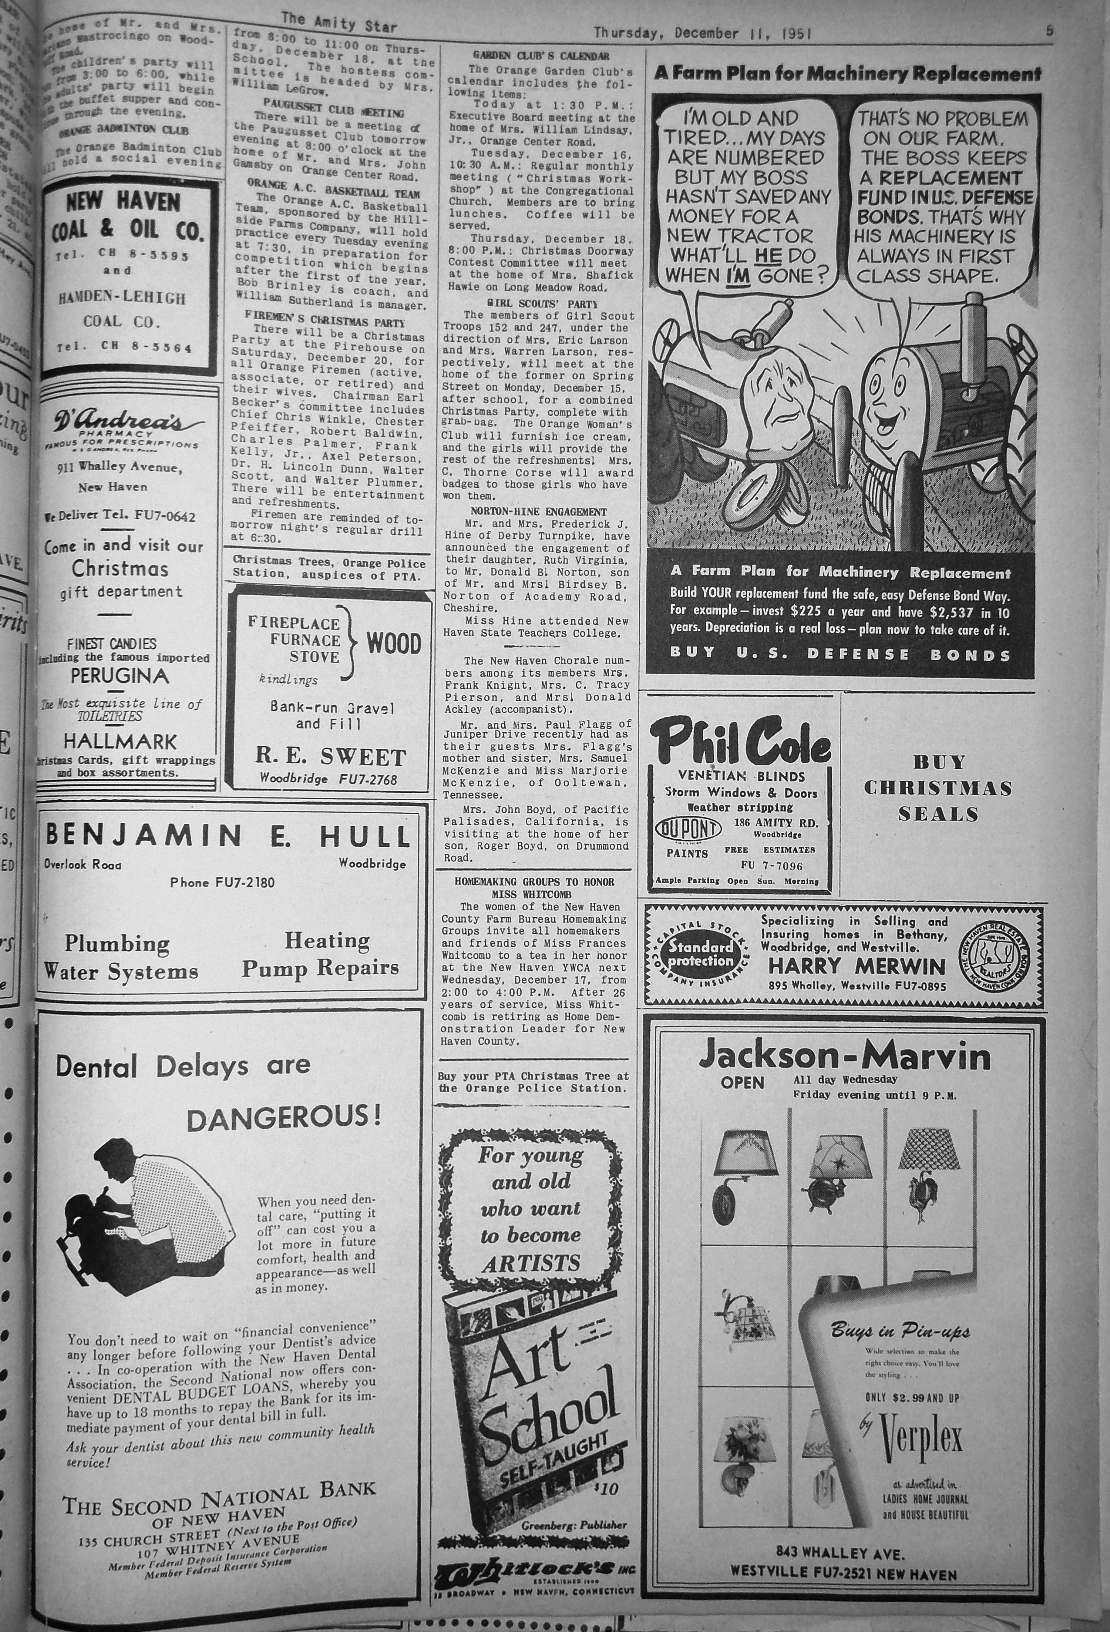 The Amity Star
Thursday, December 11, 1951
5
home of Mr. and Mrs.
Mastrocingo on Wood-
Road.
The children's party will
from 3:00 to 6:00, while
adults' party will begin
the buffet supper and con-
through the evening.
ORANGE BADMINTON CLUB
The Orange Badminton Club
hold a social evening
from 8:00 to 11:00 on Thurs-
day, December 18, at the
School. The hostess com-
mittee is headed by Mrs.
William LeGrow.
PAUGUSSET CLUB MEETING
There will be a meeting of
the Paugusset Club tomorrow
evening at 8:00 o'clock at the
home of Mr. and Mrs. John
Gamsby on Orange Center Road.
ORANGE A.C. BASKETBALL TEAM
The Orange A.C. Basketball
Team, sponsored by the Hill-
side Farms Company, will hold
practice every Tuesday evening
at 7:30, in preparation for
competition which begins
after the first of the year.
Bob Brinley is coach, and
William Sutherland is manager.
FIREMEN'S CHRISTMAS PARTY
There will be a Christmas
Party at the Firehouse on
Saturday, December 20, for
all Orange Firemen (active,
associate, or retired) and
their wives. Chairman Earl
Becker's committee includes
Chief Chris Winkle, Chester
Pfeiffer, Robert Baldwin,
Charles Palmer, Frank
Kelly, Jr., Axel Peterson,
Dr. H. Lincoln Dunn, Walter
Scott, and Walter Plummer.
There will be entertainment
and refreshments.
Firemen are reminded of to-
morrow night's regular drill
at 6:30.
Christmas Trees, Orange Police
Station, auspices of PTA.
NEW HAVEN
COAL & OIL CO.
Tel. CH 8-5595
and
HAMDEN-LEHIGH
COAL CO.
Tel. CH 8-5564
D'Andrea's
PHARMACY
FAMOUS FOR PRESCRIPTIONS
911 Whalley Avenue,
New Haven
We Deliver Tel. FU7-0642
Come in and visit our
Christmas
gift department
FINEST CANDIES
including the famous imported
PERUGINA
The Most exquisite line of
TOILETRIES
HALLMARK
Christmas Cards, gift wrappings
and box assortments.
FIREPLACE
FURNACE
STOVE
WOOD
kindlings
Bank-run Gravel
and Fill
R. E. SWEET
Woodbridge FU7-2768
BENJAMIN E. HULL
Overlook Road
Woodbridge
Phone FU7-2180
Plumbing
Heating
Water Systems
Pump Repairs
Dental Delays are
DANGEROUS!
When you need den-
tal care, "putting it
off" can cost you a
lot more in future
comfort, health and
appearance—as well
as in money.
You don't need to wait on "financial convenience"
any longer before following your Dentist's advice
. . . In co-operation with the New Haven Dental
Association, the Second National now offers con-
venient DENTAL BUDGET LOANS, whereby you
have up to 18 months to repay the Bank for its im-
mediate payment of your dental bill in full.
Ask your dentist about this new community health
service!
THE SECOND NATIONAL BANK
OF NEW HAVEN
135 CHURCH STREET (Next to the Post Office)
107 WHITNEY AVENUE
Member Federal Deposit Insurance Corporation
Member Federal Reserve System
GARDEN CLUB'S CALENDAR
The Orange Garden Club's
calendar includes the fol-
lowing items:
Today at 1:30 P.M.:
Executive Board meeting at the
home of Mrs. William Lindsay,
Jr., Orange Center Road.
Tuesday, December 16,
10:30 A.M.: Regular monthly
meeting ("Christmas Work-
shop") at the Congregational
Church. Members are to bring
lunches. Coffee will be
served.
Thursday, December 18,
8:00 P.M.: Christmas Doorway
Contest Committee will meet
at the home of Mrs. Shafick
Hawie on Long Meadow Road.
GIRL SCOUTS' PARTY
The members of Girl Scout
Troops 152 and 247, under the
direction of Mrs. Eric Larson
and Mrs. Warren Larson, res-
pectively, will meet at the
home of the former on Spring
Street on Monday, December 15,
after school, for a combined
Christmas Party, complete with
grab-bag. The Orange Woman's
Club will furnish ice cream,
and the girls will provide the
rest of the refreshments! Mrs.
C. Thorne Corse will award
badges to those girls who have
won them.
NORTON-HINE ENGAGEMENT
Mr. and Mrs. Frederick J.
Hine of Derby Turnpike, have
announced the engagement of
their daughter, Ruth Virginia,
to Mr. Donald B. Norton, son
of Mr. and Mrsl Birdsey B.
Norton of Academy Road,
Cheshire.
Miss Hine attended New
Haven State Teachers College.
The New Haven Chorale num-
bers among its members Mrs.
Frank Knignt, Mrs. C. Tracy
Pierson, and Mrsl Donald
Ackley (accompanist).
Mr. and Mrs. Paul Flagg of
Juniper Drive recently had as
their guests Mrs. Flagg's
mother and sister, Mrs. Samuel
McKenzie and Miss Marjorie
McKenzie, of Ooltewah,
Tennessee.
Mrs. John Boyd, of Pacific
Palisades, California, is
visiting at the home of her
son, Roger Boyd, on Drummond
Road.
HOMEMAKING GROUPS TO HONOR
MISS WHITCOMB
The women of the New Haven
County Farm Bureau Homemaking
Groups invite all homemakers
and friends of Miss Frances
Whitcomb to a tea in her honor
at the New Haven YWCA next
Wednesday, December 17, from
2:00 to 4:00 P.M. After 26
years of service, Miss Whit-
comb is retiring as Home Dem-
onstration Leader for New
Haven County.
Buy your PTA Christmas Tree at
the Orange Police Station.
For young
and old
who want
to become
ARTISTS
Art
School
SELF-TAUGHT
$10
Greenberg: Publisher
Whitlock's INC.
ESTABLISHED 1900
BROADWAY • NEW HAVEN, CONNECTICUT
A Farm Plan for Machinery Replacement
I'M OLD AND
TIRED...MY DAYS
ARE NUMBERED
BUT MY BOSS
HASN'T SAVED ANY
MONEY FOR A
NEW TRACTOR
WHAT'LL HE DO
WHEN I'M GONE?
THAT'S NO PROBLEM
ON OUR FARM.
THE BOSS KEEPS
A REPLACEMENT
FUND IN U.S. DEFENSE
BONDS. THAT'S WHY
HIS MACHINERY IS
ALWAYS IN FIRST
CLASS SHAPE.
A Farm Plan for Machinery Replacement
Build YOUR replacement fund the safe, easy Defense Bond Way.
For example—invest $225 a year and have $2,537 in 10
years. Depreciation is a real loss—plan now to take care of it.
BUY U.S. DEFENSE BONDS
Phil Cole
VENETIAN BLINDS
Storm Windows & Doors
Weather stripping
DU PONT
PAINTS
186 AMITY RD.
Woodbridge
FREE ESTIMATES
FU 7-7096
Ample Parking Open Sun. Morning
BUY
CHRISTMAS
SEALS
CAPITAL STOCK
Standard
protection
COMPANY INSURANCE
Specializing in Selling and
Insuring homes in Bethany,
Woodbridge, and Westville.
HARRY MERWIN
895 Whalley, Westville FU7-0895
REALTORS
Jackson-Marvin
OPEN
All day Wednesday
Friday evening until 9 P.M.
Buys in Pin-ups
Wide selection to make the
right choice easy. You'll love
the styling . . .
ONLY $2.99 AND UP
by Verplex
as advertised in
LADIES HOME JOURNAL
and HOUSE BEAUTIFUL
843 WHALLEY AVE.
WESTVILLE FU7-2521 NEW HAVEN